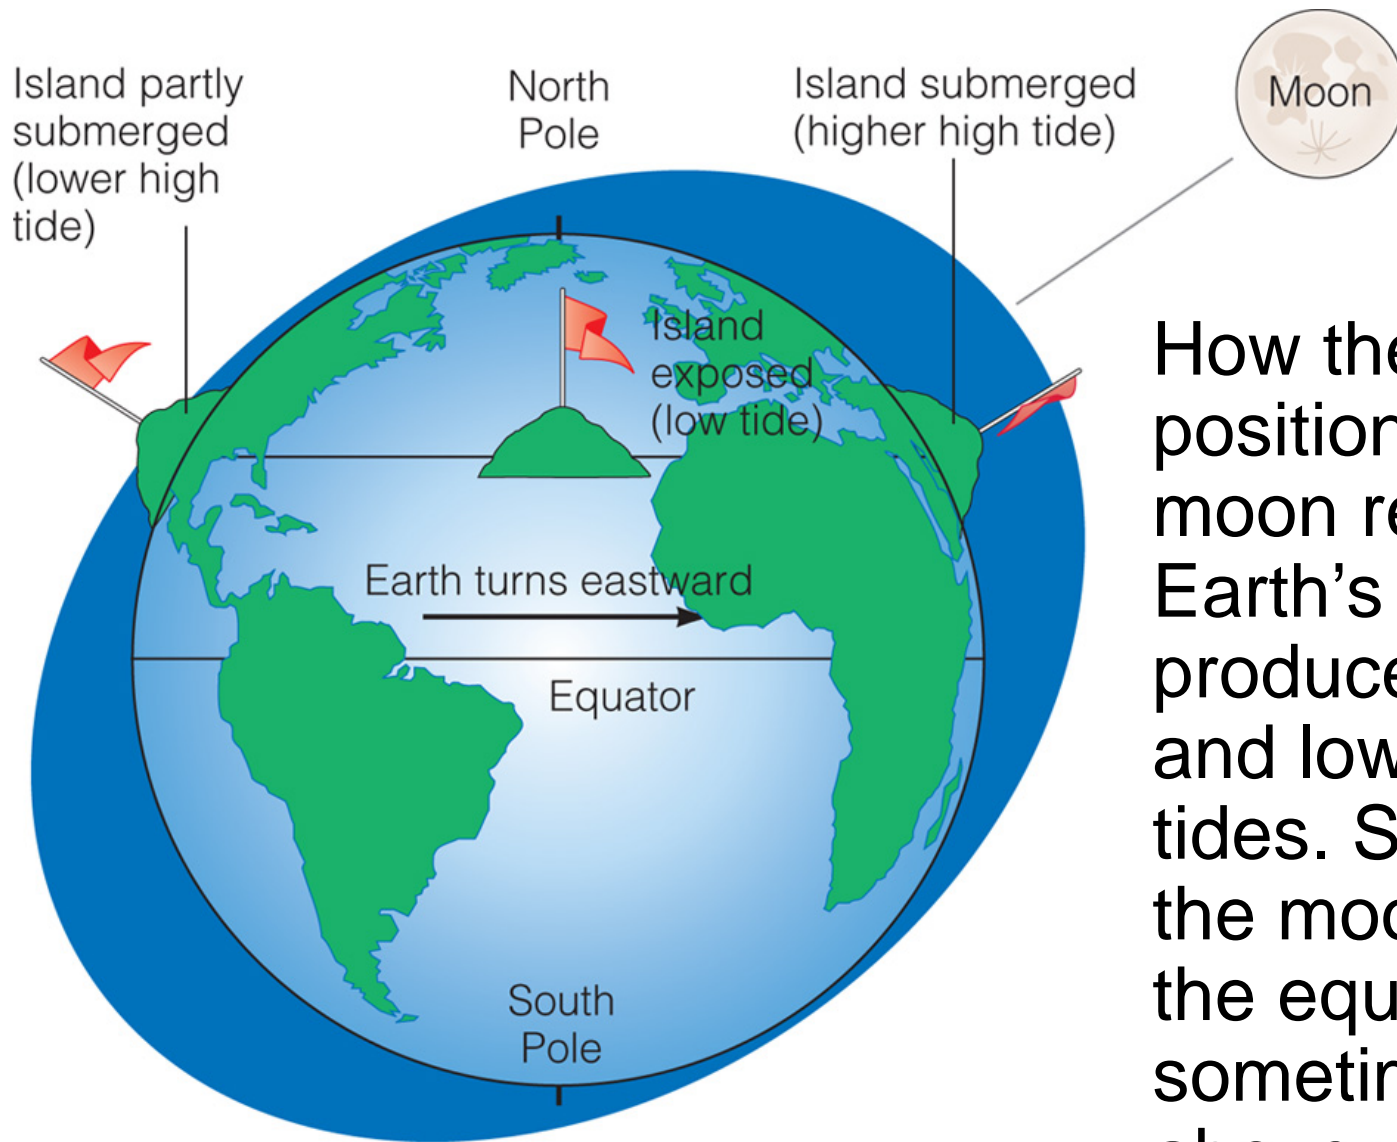 Island partly
submerged
(lower high
tide)
North
Pole
Island submerged
(higher high tide)
Moon
Island
exposed
(low tide)
Earth turns eastward
Equator
South
Pole
How the
position
moon re
Earth’s
produce
and low
tides. S
the moo
the equ
sometim